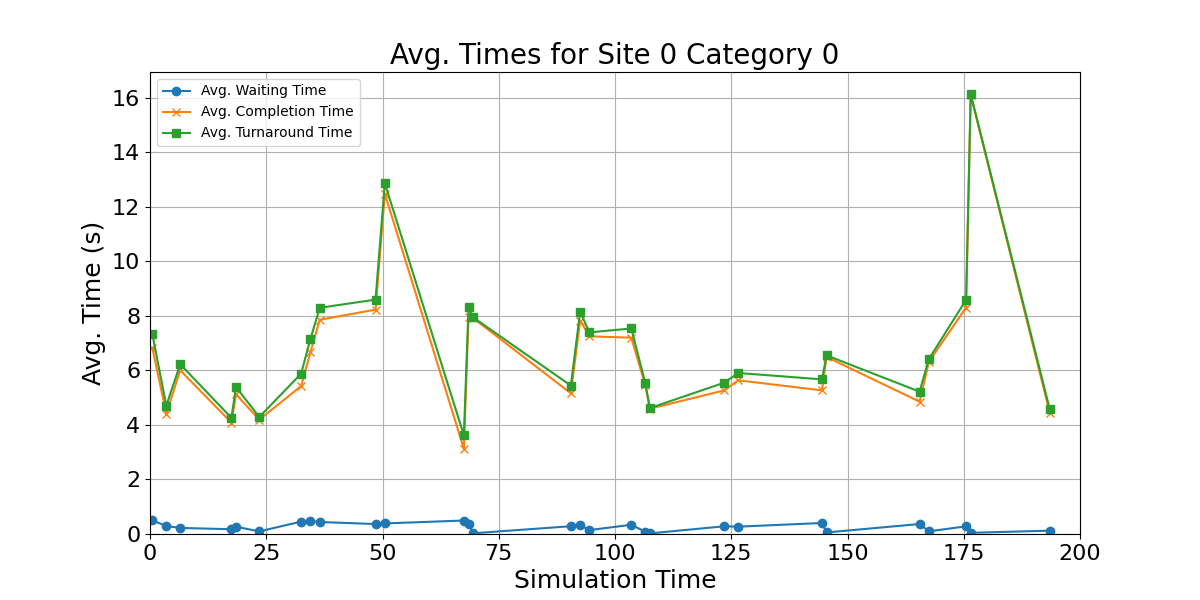 Avg. Times for Site 0 Category 0
Avg. Waiting Time
Avg. Completion Time
Avg. Turnaround Time
Avg. Time (s)
16
14
12
10
8
6
4
2
0
0 25 50 75 100 125 150 175 200
Simulation Time